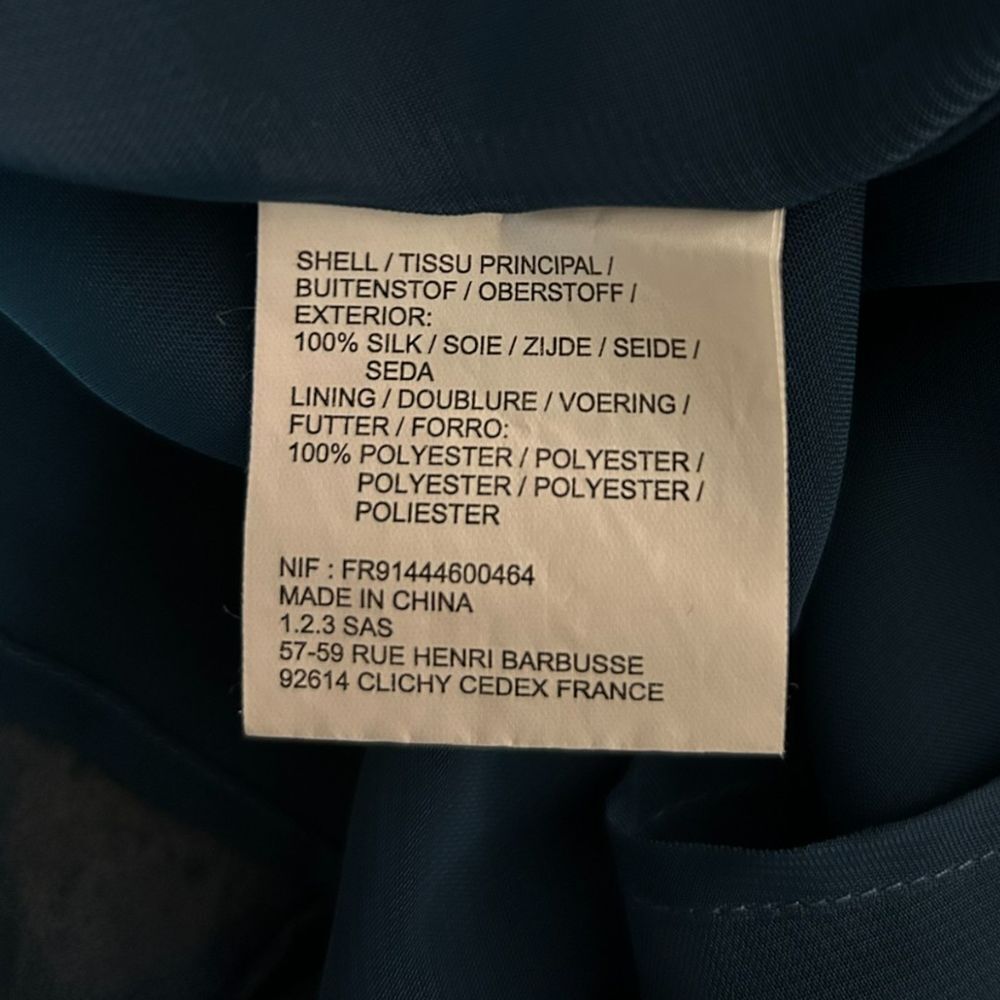 SHELL / TISSU PRINCIPAL /
BUITENSTOF / OBERSTOFF /
EXTERIOR:
100% SILK / SOIE / ZIJDE / SEIDE /
SEDA
LINING / DOUBLURE / VOERING /
FUTTER / FORRO:
100% POLYESTER / POLYESTER /
POLYESTER / POLYESTER /
POLIESTER
NIF : FR91444600464
MADE IN CHINA
1.2.3 SAS
57-59 RUE HENRI BARBUSSE
92614 CLICHY CEDEX FRANCE